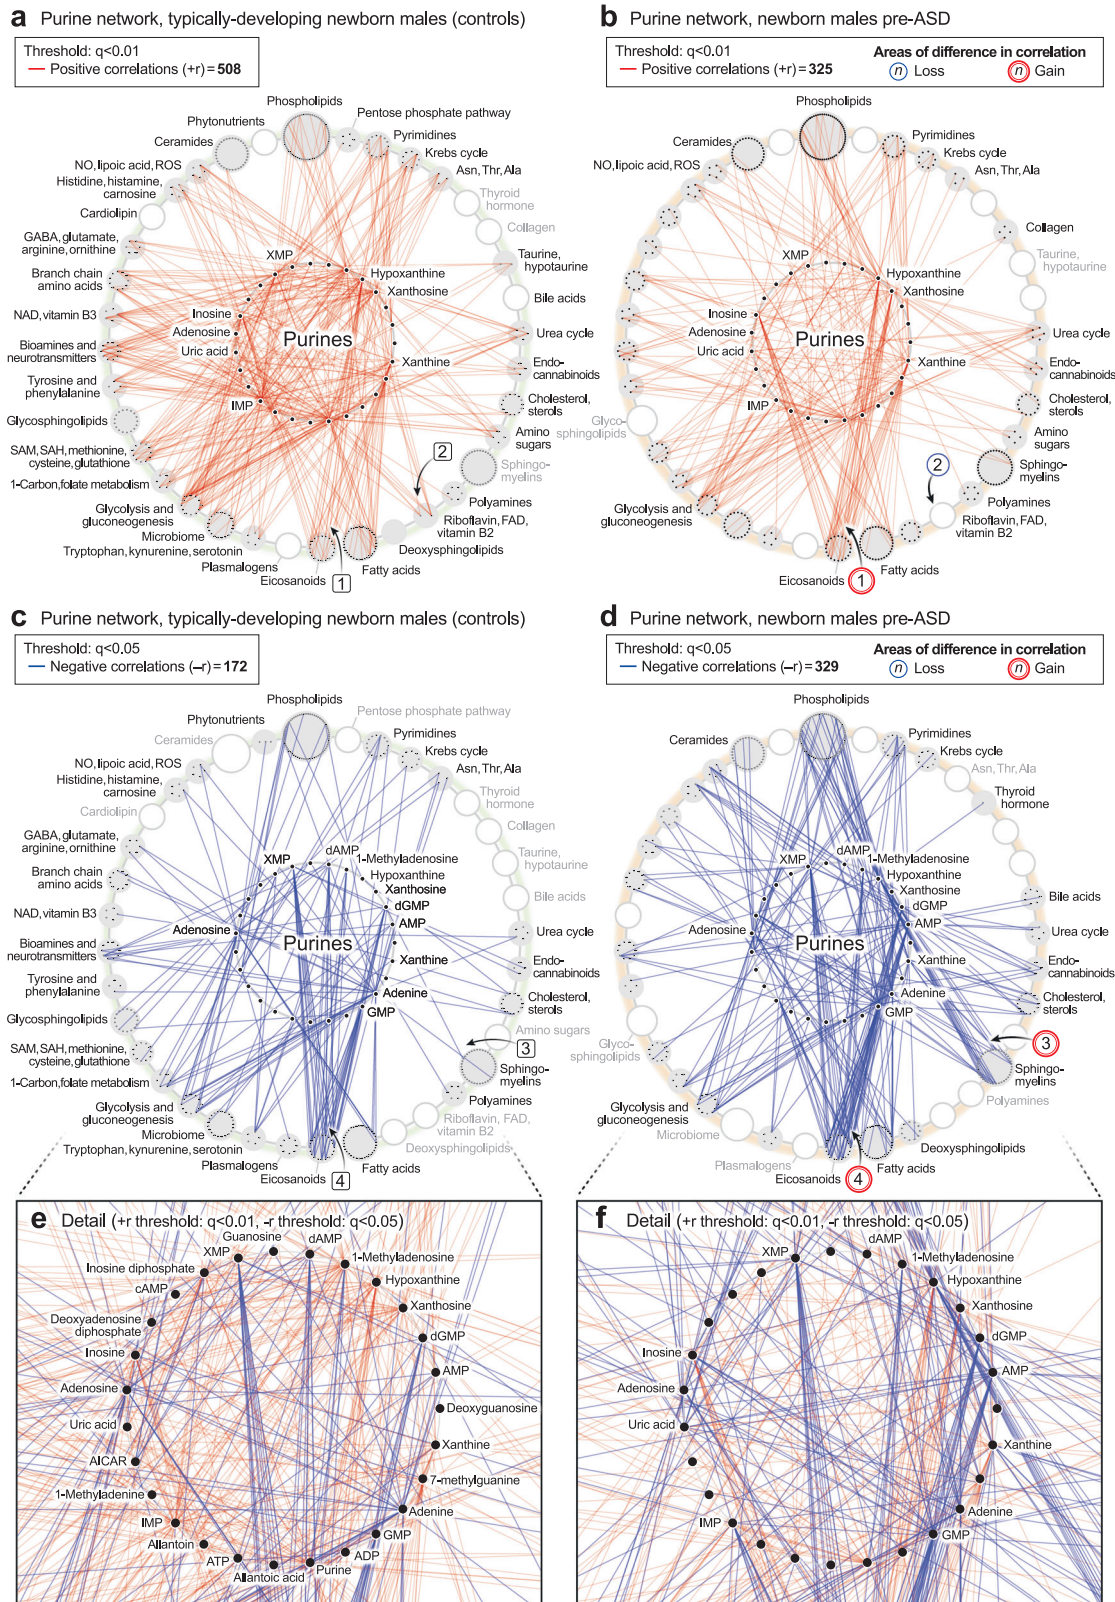 a Purine network, typically-developing newborn males (controls)
Threshold: q<0.01
Positive correlations (+r) = 508
Phospholipids
Phytonutrients
Pentose phosphate pathway
Ceramides
Pyrimidines
Krebs cycle
NO, lipoic acid, ROS
Asn, Thr, Ala
Histidine, histamine,
carnosine
Thyroid
hormone
Cardiolipin
Collagen
GABA, glutamate,
arginine, ornithine
XMP
Taurine,
hypotaurine
Branch chain
amino acids
Hypoxanthine
Xanthosine
Bile acids
NAD, vitamin B3
Inosine
Adenosine
Purines
Urea cycle
Bioamines and
neurotransmitters
Uric acid
Xanthine
Endo-
cannabinoids
Tyrosine and
phenylalanine
IMP
Cholesterol,
sterols
Glycosphingolipids
Amino
sugars
SAM, SAH, methionine,
cysteine, glutathione
2
Sphingo-
myelins
1-Carbon, folate metabolism
Polyamines
Glycolysis and
gluconeogenesis
Riboflavin, FAD,
vitamin B2
Microbiome
Deoxysphingolipids
Tryptophan, kynurenine, serotonin
Plasmalogens
Fatty acids
Eicosanoids
1
b Purine network, newborn males pre-ASD
Threshold: q<0.01
Positive correlations (+r) = 325
Areas of difference in correlation
n Loss
n Gain
Phospholipids
Ceramides
Pyrimidines
Krebs cycle
NO, lipoic acid, ROS
Asn, Thr, Ala
Collagen
XMP
Taurine,
hypotaurine
Hypoxanthine
Xanthosine
Inosine
Adenosine
Purines
Urea cycle
Uric acid
Xanthine
Endo-
cannabinoids
IMP
Cholesterol,
sterols
Glyco-
sphingolipids
Amino
sugars
2
Sphingo-
myelins
Polyamines
Glycolysis and
gluconeogenesis
Riboflavin, FAD,
vitamin B2
Fatty acids
Eicosanoids
1
c Purine network, typically-developing newborn males (controls)
Threshold: q<0.05
Negative correlations (−r) = 172
Phospholipids
Phytonutrients
Pentose phosphate pathway
Ceramides
Pyrimidines
Krebs cycle
NO, lipoic acid, ROS
Asn, Thr, Ala
Histidine, histamine,
carnosine
Thyroid
hormone
Cardiolipin
Collagen
GABA, glutamate,
arginine, ornithine
dAMP
XMP
1-Methyladenosine
Taurine,
hypotaurine
Branch chain
amino acids
Hypoxanthine
Xanthosine
Bile acids
dGMP
NAD, vitamin B3
AMP
Adenosine
Purines
Urea cycle
Bioamines and
neurotransmitters
Xanthine
Endo-
cannabinoids
Tyrosine and
phenylalanine
Adenine
GMP
Cholesterol,
sterols
Glycosphingolipids
Amino sugars
3
SAM, SAH, methionine,
cysteine, glutathione
Sphingo-
myelins
1-Carbon, folate metabolism
Polyamines
Glycolysis and
gluconeogenesis
Riboflavin, FAD,
vitamin B2
Microbiome
Deoxysphingolipids
Tryptophan, kynurenine, serotonin
Plasmalogens
Fatty acids
Eicosanoids
4
d Purine network, newborn males pre-ASD
Threshold: q<0.05
Negative correlations (−r) = 329
Areas of difference in correlation
n Loss
n Gain
Phospholipids
Ceramides
Pyrimidines
Krebs cycle
Asn, Thr, Ala
Thyroid
hormone
dAMP
XMP
1-Methyladenosine
Hypoxanthine
Xanthosine
Bile acids
dGMP
AMP
Adenosine
Purines
Urea cycle
Xanthine
Endo-
cannabinoids
Adenine
GMP
Cholesterol,
sterols
Glyco-
sphingolipids
3
Sphingo-
myelins
Polyamines
Glycolysis and
gluconeogenesis
Microbiome
Deoxysphingolipids
Plasmalogens
Fatty acids
Eicosanoids
4
e Detail (+r threshold: q<0.01, -r threshold: q<0.05)
Guanosine
dAMP
XMP
1-Methyladenosine
Inosine diphosphate
Hypoxanthine
cAMP
Xanthosine
Deoxyadenosine
diphosphate
dGMP
Inosine
AMP
Adenosine
Deoxyguanosine
Uric acid
Xanthine
AICAR
7-methylguanine
1-Methyladenine
Adenine
IMP
GMP
Allantoin
ADP
ATP
Purine
Allantoic acid
f Detail (+r threshold: q<0.01, -r threshold: q<0.05)
dAMP
XMP
1-Methyladenosine
Hypoxanthine
Xanthosine
dGMP
Inosine
AMP
Adenosine
Uric acid
Xanthine
Adenine
IMP
GMP